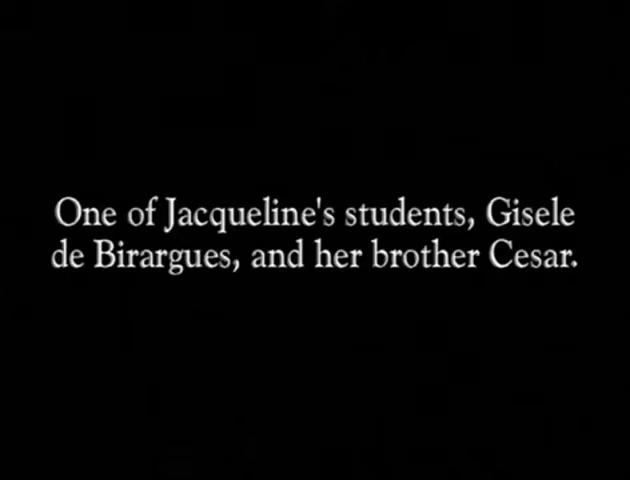 One of Jacqueline's students, Gisele
de Birargues, and her brother Cesar.